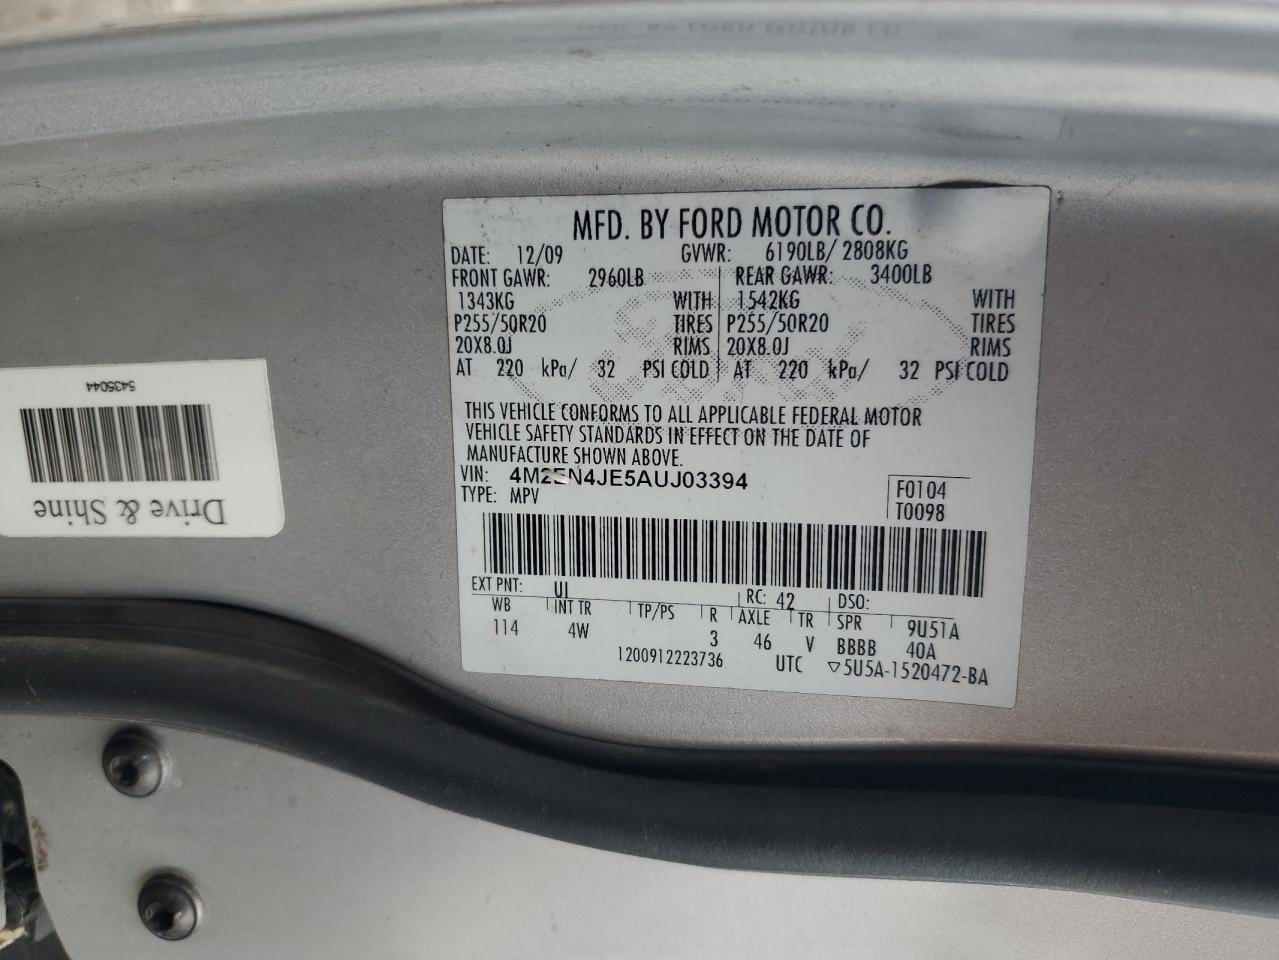 MFD. BY FORD MOTOR CO.
DATE: 12/09 GVWR: 6190LB/ 2808KG
FRONT GAWR: 2960LB REAR GAWR: 3400LB
1343KG WITH 1542KG WITH
P255/50R20 TIRES P255/50R20 TIRES
20X8.0J RIMS 20X8.0J RIMS
AT 220 kPa/ 32 PSI COLD AT 220 kPa/ 32 PSI COLD
THIS VEHICLE CONFORMS TO ALL APPLICABLE FEDERAL MOTOR
VEHICLE SAFETY STANDARDS IN EFFECT ON THE DATE OF
MANUFACTURE SHOWN ABOVE.
VIN: 4M2EN4JE5AUJ03394
TYPE: MPV
F0104
T0098
EXT PNT: UI RC: 42 DSO:
WB INT TR TP/PS R AXLE TR SPR 9U51A
114 4W 3 46 V BBBB 40A
1200912223736 UTC ▽5U5A-1520472-BA
5435044
Drive & Shine